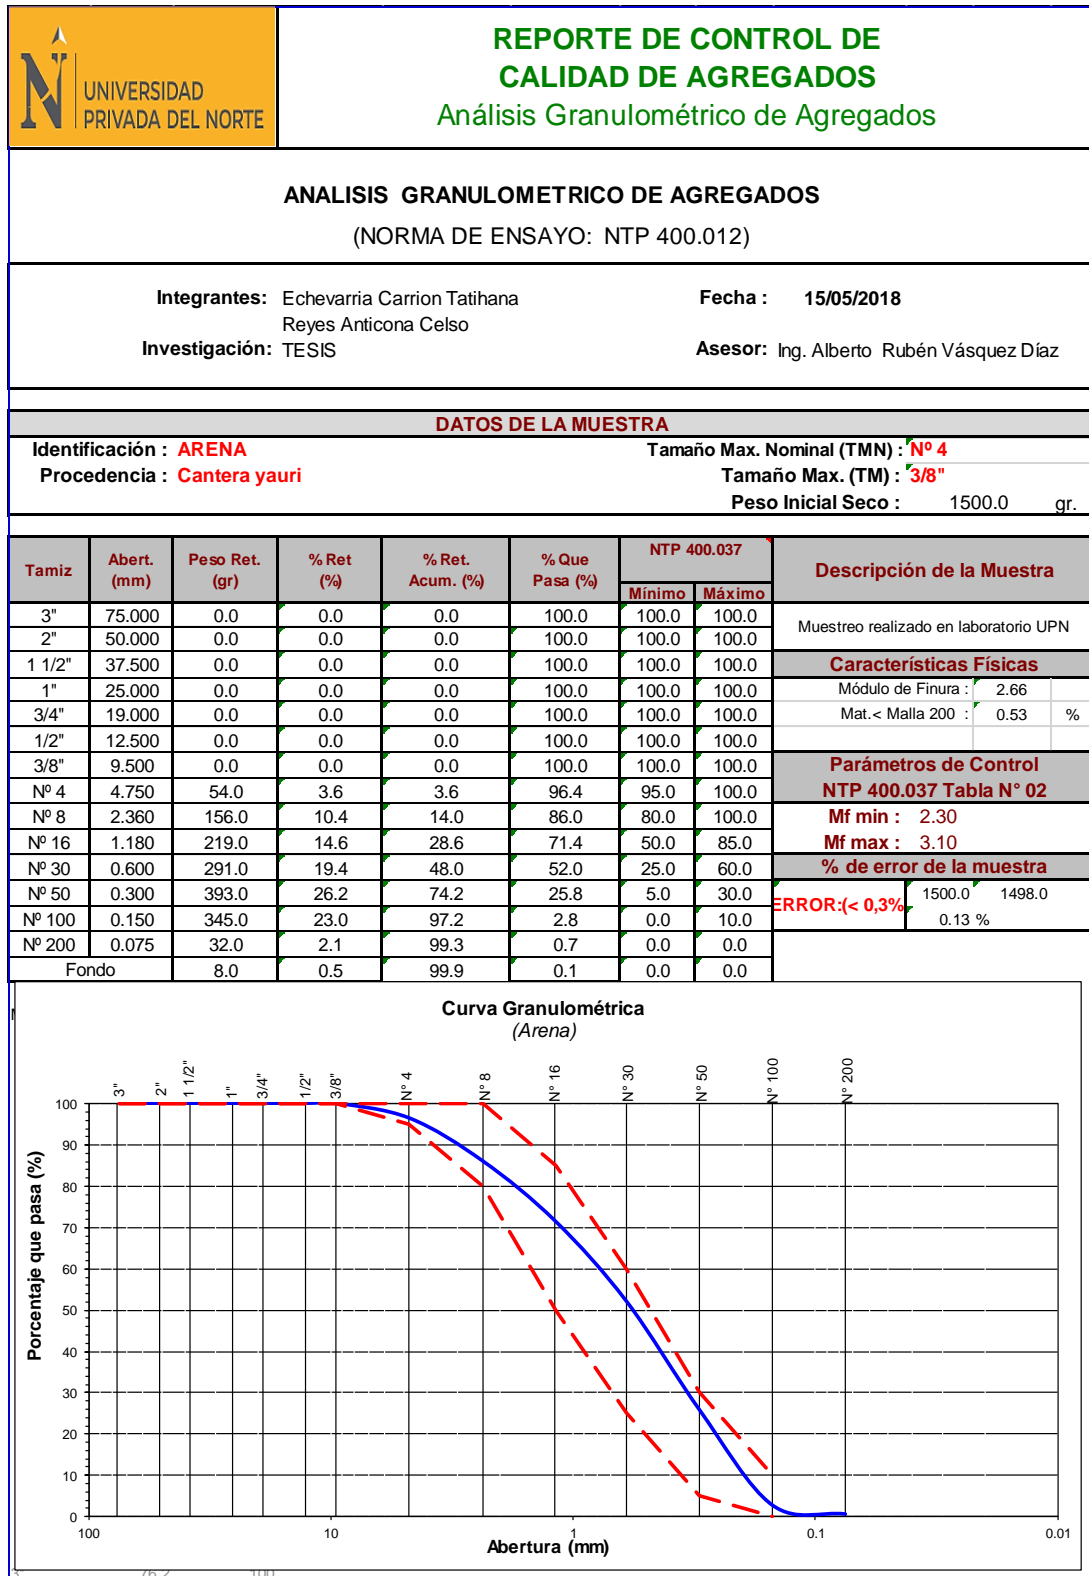 UNIVERSIDAD
PRIVADA DEL NORTE
REPORTE DE CONTROL DE
CALIDAD DE AGREGADOS
Análisis Granulométrico de Agregados
ANALISIS GRANULOMETRICO DE AGREGADOS
(NORMA DE ENSAYO: NTP 400.012)
Integrantes: Echevarria Carrion Tatihana Fecha : 15/05/2018
Reyes Anticona Celso
Investigación: TESIS Asesor: Ing. Alberto Rubén Vásquez Díaz
DATOS DE LA MUESTRA
Identificación : ARENA Tamaño Max. Nominal (TMN) : Nº 4
Procedencia : Cantera yauri Tamaño Max. (TM) : 3/8"
Peso Inicial Seco : 1500.0 gr.
Tamiz Abert. (mm) Peso Ret. (gr) % Ret (%) % Ret. Acum. (%) % Que Pasa (%) NTP 400.037 Mínimo Máximo Descripción de la Muestra
3" 75.000 0.0 0.0 0.0 100.0 100.0 100.0 Muestreo realizado en laboratorio UPN
2" 50.000 0.0 0.0 0.0 100.0 100.0 100.0
1 1/2" 37.500 0.0 0.0 0.0 100.0 100.0 100.0 Características Físicas
1" 25.000 0.0 0.0 0.0 100.0 100.0 100.0 Módulo de Finura : 2.66
3/4" 19.000 0.0 0.0 0.0 100.0 100.0 100.0 Mat.< Malla 200 : 0.53 %
1/2" 12.500 0.0 0.0 0.0 100.0 100.0 100.0
3/8" 9.500 0.0 0.0 0.0 100.0 100.0 100.0 Parámetros de Control
Nº 4 4.750 54.0 3.6 3.6 96.4 95.0 100.0 NTP 400.037 Tabla N° 02
Nº 8 2.360 156.0 10.4 14.0 86.0 80.0 100.0 Mf min : 2.30
Nº 16 1.180 219.0 14.6 28.6 71.4 50.0 85.0 Mf max : 3.10
Nº 30 0.600 291.0 19.4 48.0 52.0 25.0 60.0 % de error de la muestra
Nº 50 0.300 393.0 26.2 74.2 25.8 5.0 30.0 ERROR:(< 0,3% 1500.0 1498.0
Nº 100 0.150 345.0 23.0 97.2 2.8 0.0 10.0 0.13 %
Nº 200 0.075 32.0 2.1 99.3 0.7 0.0 0.0
Fondo 8.0 0.5 99.9 0.1 0.0 0.0
Curva Granulométrica
(Arena)
3" 2" 1 1/2" 1" 3/4" 1/2" 3/8" N° 4 N° 8 N° 16 N° 30 N° 50 N° 100 N° 200
Porcentaje que pasa (%)
100
90
80
70
60
50
40
30
20
10
0
100 10 1 0.1 0.01
Abertura (mm)
3" 76.2 100